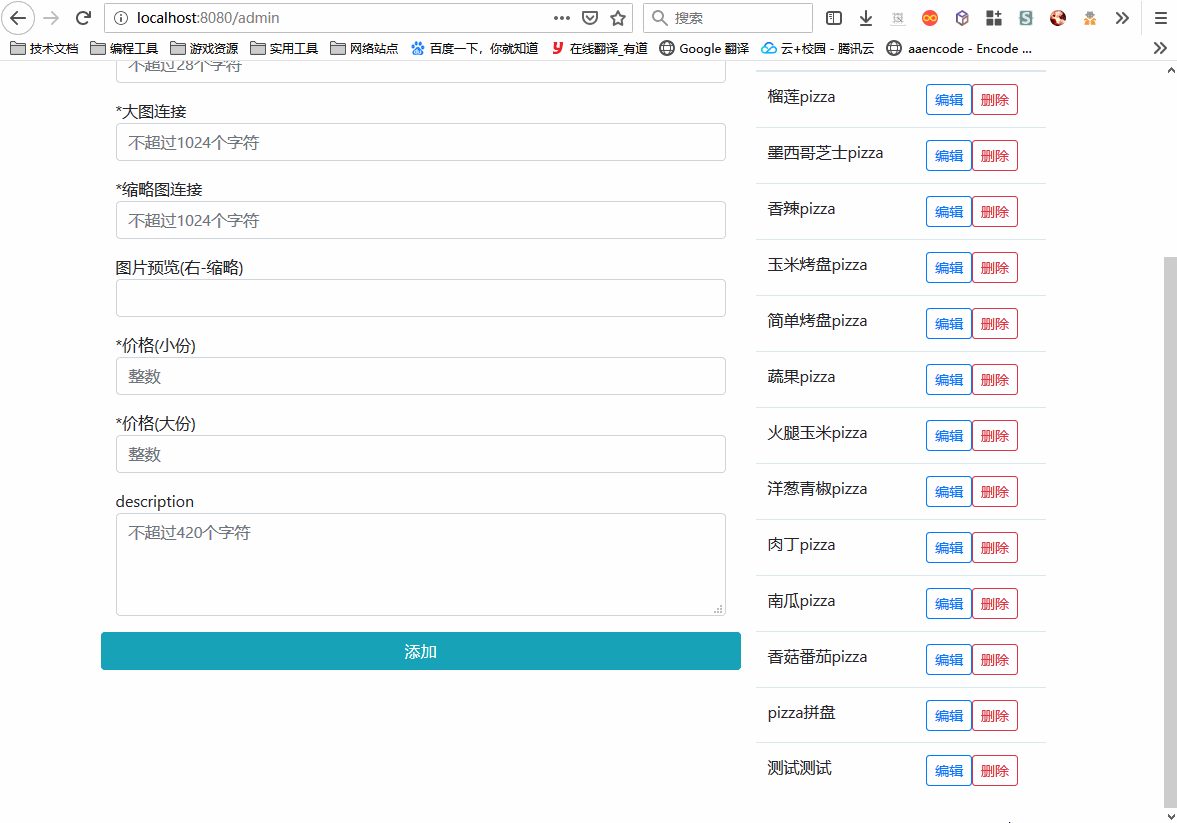 localhost:8080/admin
搜索
技术文档 编程工具 游戏资源 实用工具 网络站点 百度一下，你就知道 在线翻译_有道 Google 翻译 云+校园 - 腾讯云 aaencode - Encode ...
不超过28个字符
*大图连接
不超过1024个字符
*缩略图连接
不超过1024个字符
图片预览(右-缩略)
*价格(小份)
整数
*价格(大份)
整数
description
不超过420个字符
添加
榴莲pizza 编辑 删除
墨西哥芝士pizza 编辑 删除
香辣pizza 编辑 删除
玉米烤盘pizza 编辑 删除
简单烤盘pizza 编辑 删除
蔬果pizza 编辑 删除
火腿玉米pizza 编辑 删除
洋葱青椒pizza 编辑 删除
肉丁pizza 编辑 删除
南瓜pizza 编辑 删除
香菇番茄pizza 编辑 删除
pizza拼盘 编辑 删除
测试测试 编辑 删除